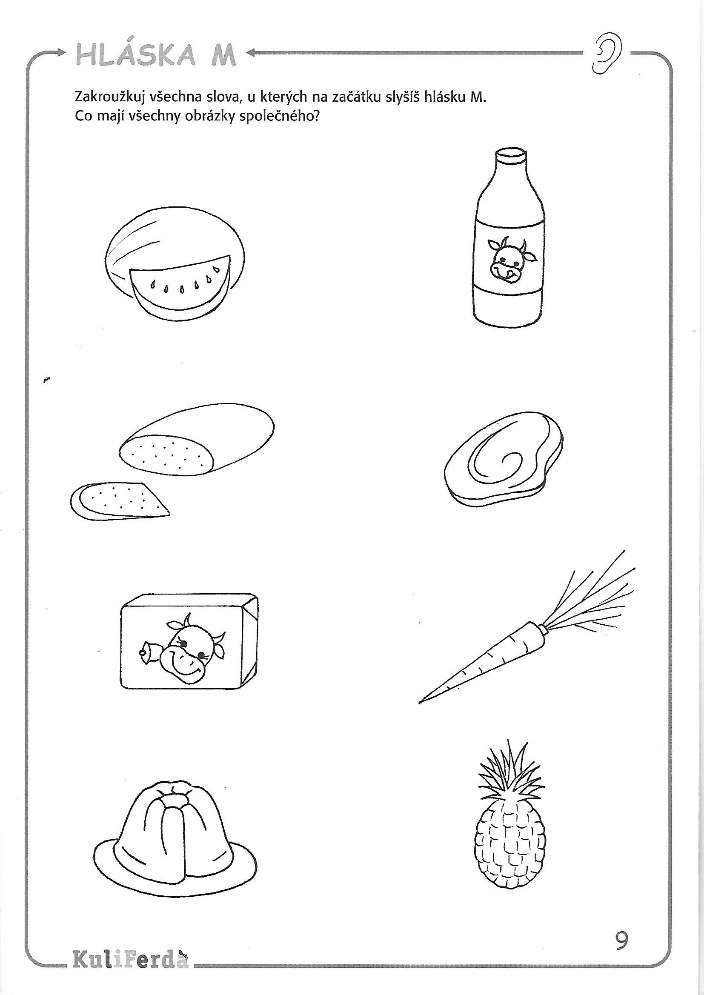 HLÁSKA M
Zakroužkuj všechna slova, u kterých na začátku slyšíš hlásku M.
Co mají všechny obrázky společného?
9
KuliFerda